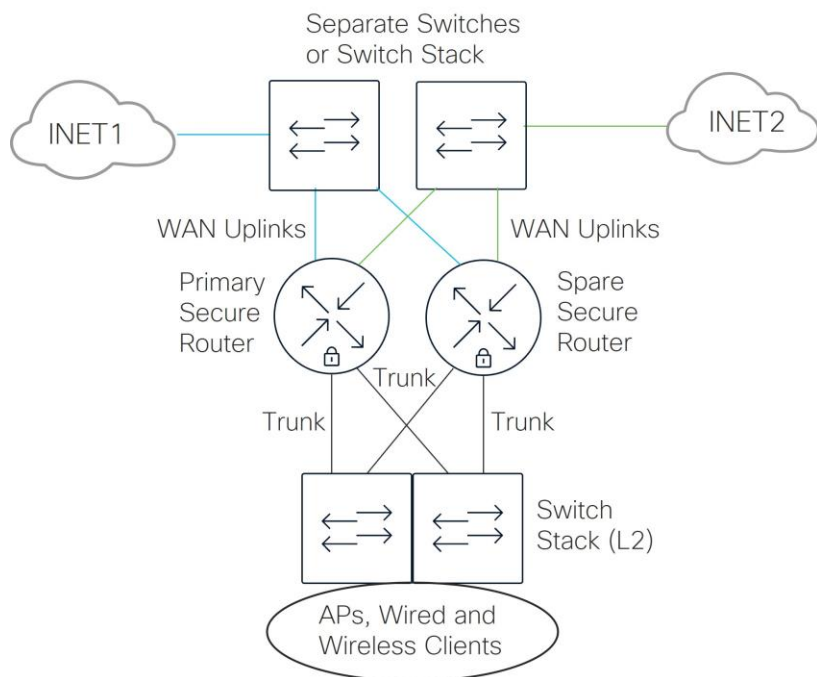 Separate Switches
or Switch Stack
INET1
INET2
WAN Uplinks
WAN Uplinks
Primary
Secure
Router
Spare
Secure
Router
Trunk
Trunk
Trunk
Switch
Stack (L2)
APs, Wired and
Wireless Clients